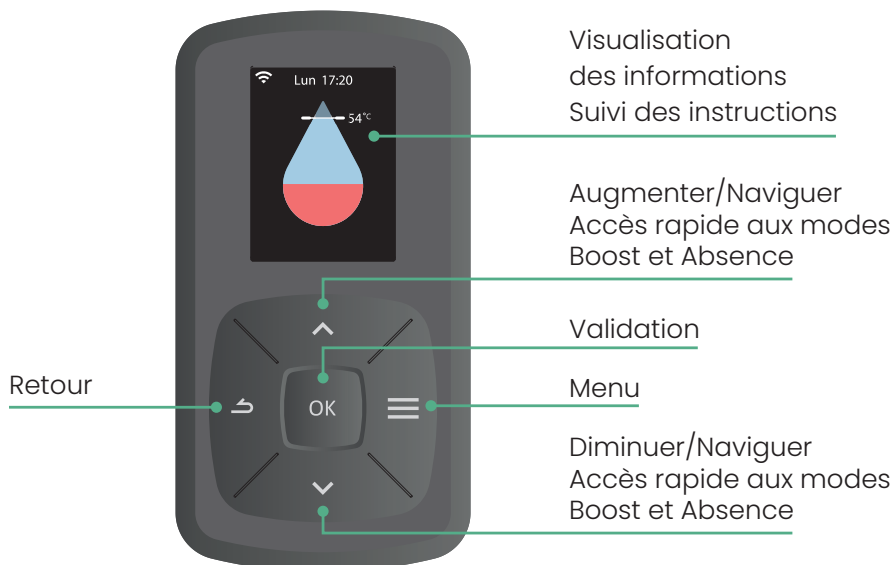 Visualisation
des informations
Suivi des instructions
Lun 17:20
54°C
Augmenter/Naviguer
Accès rapide aux modes
Boost et Absence
Validation
Retour
OK
Menu
Diminuer/Naviguer
Accès rapide aux modes
Boost et Absence